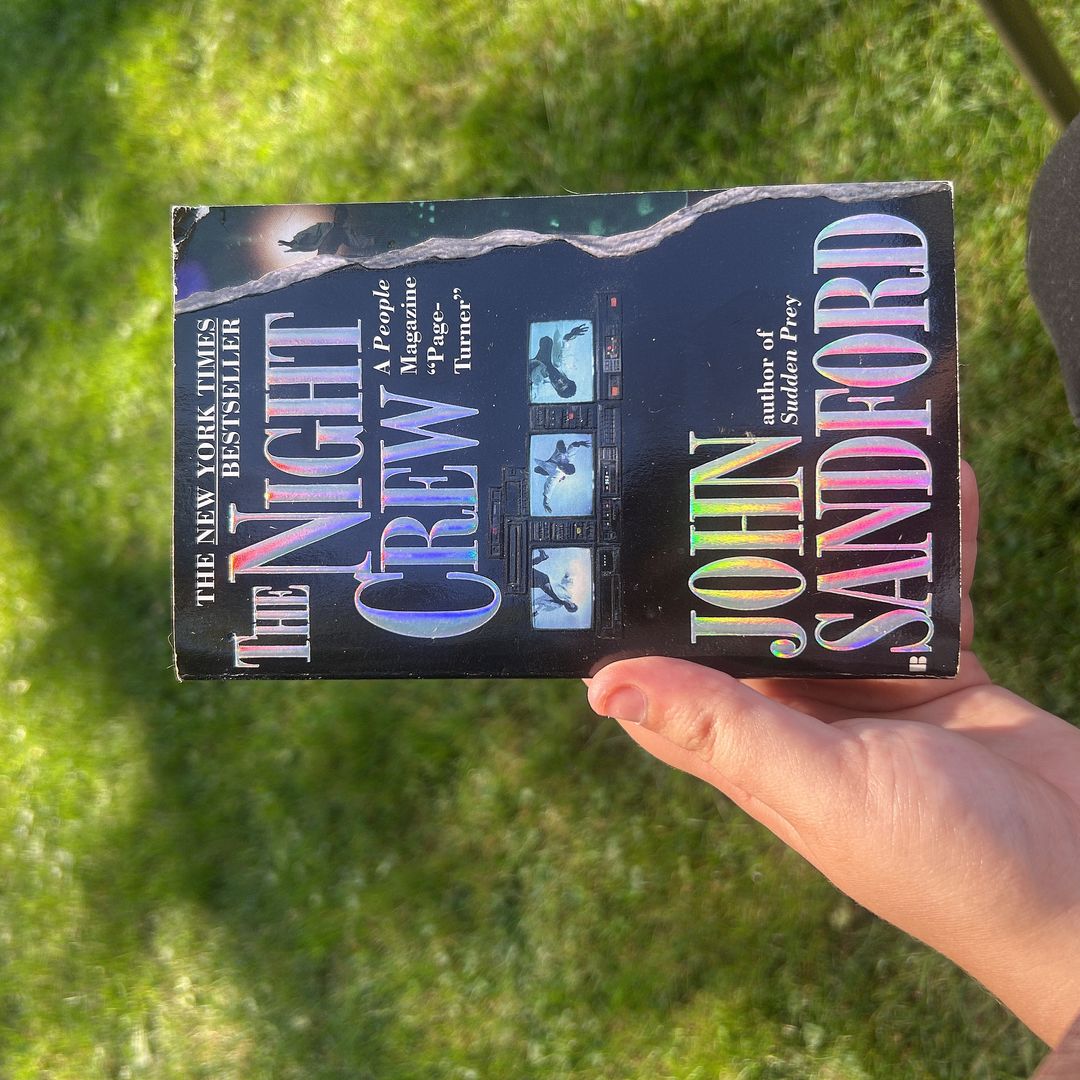 THE NEW YORK TIMES
BESTSELLER
THE NIGHT
CREW
A People
Magazine
“Page-
Turner”
JOHN
author of
Sudden Prey
SANDFORD
B